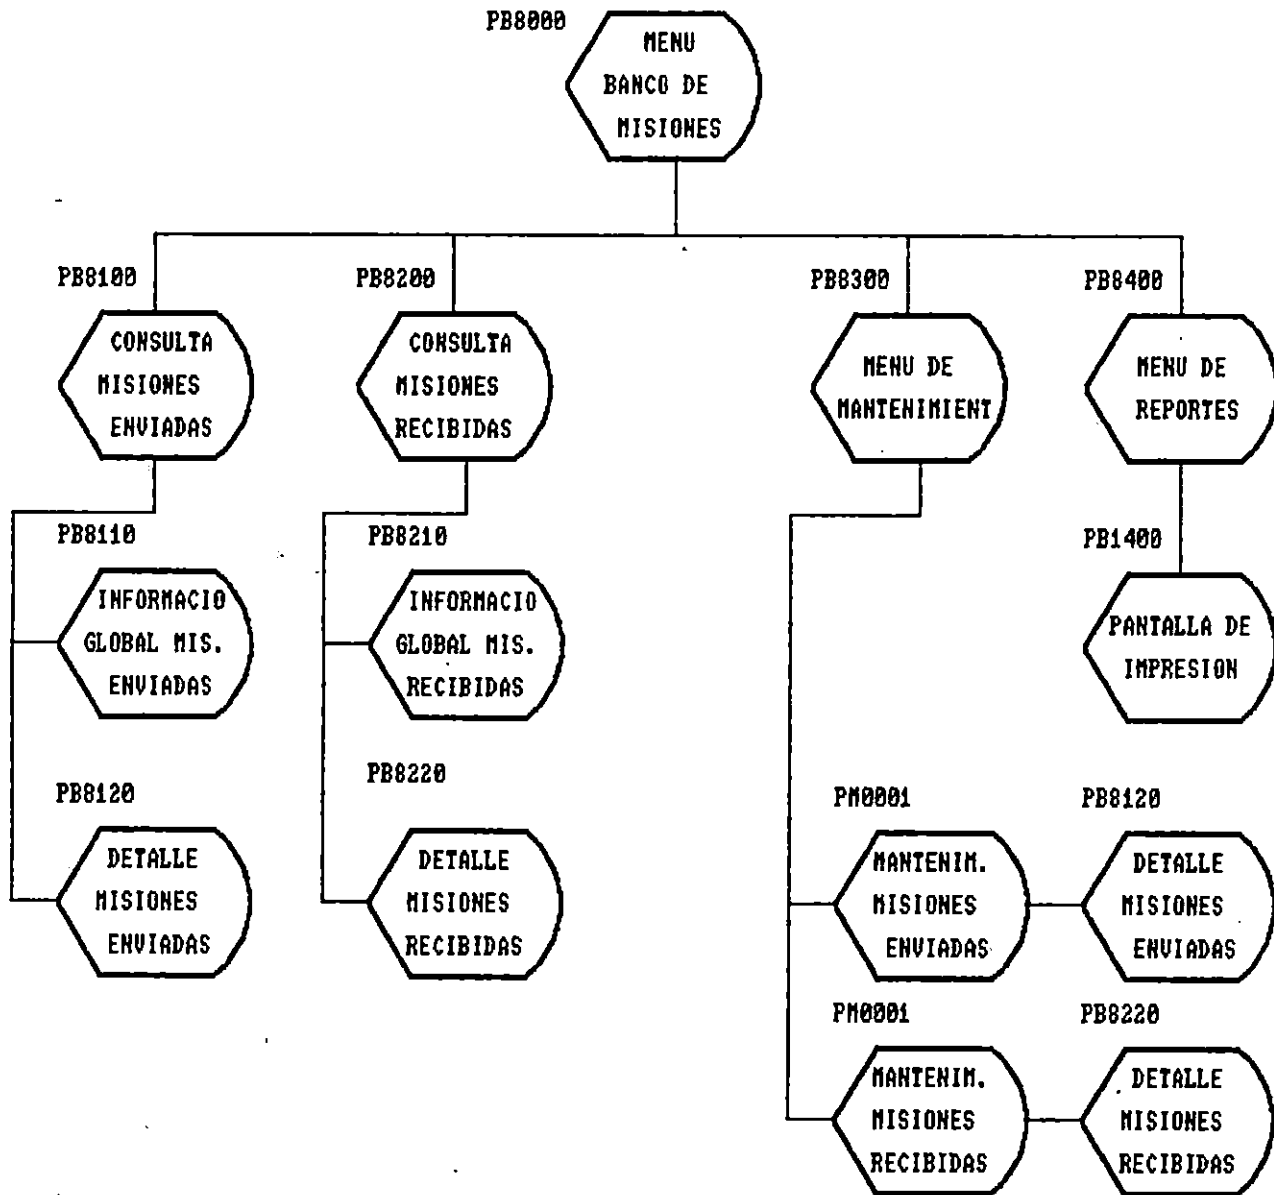 PB8000
MENU
BANCO DE
MISIONES
PB8100
CONSULTA
MISIONES
ENVIADAS
PB8200
CONSULTA
MISIONES
RECIBIDAS
PB8300
MENU DE
MANTENIMIENT
PB8400
MENU DE
REPORTES
PB8110
INFORMACIO
GLOBAL MIS.
ENVIADAS
PB8210
INFORMACIO
GLOBAL MIS.
RECIBIDAS
PB1400
PANTALLA DE
IMPRESION
PB8120
DETALLE
MISIONES
ENVIADAS
PB8220
DETALLE
MISIONES
RECIBIDAS
PM0001
MANTENIM.
MISIONES
ENVIADAS
PB8120
DETALLE
MISIONES
ENVIADAS
PM0001
MANTENIM.
MISIONES
RECIBIDAS
PB8220
DETALLE
MISIONES
RECIBIDAS